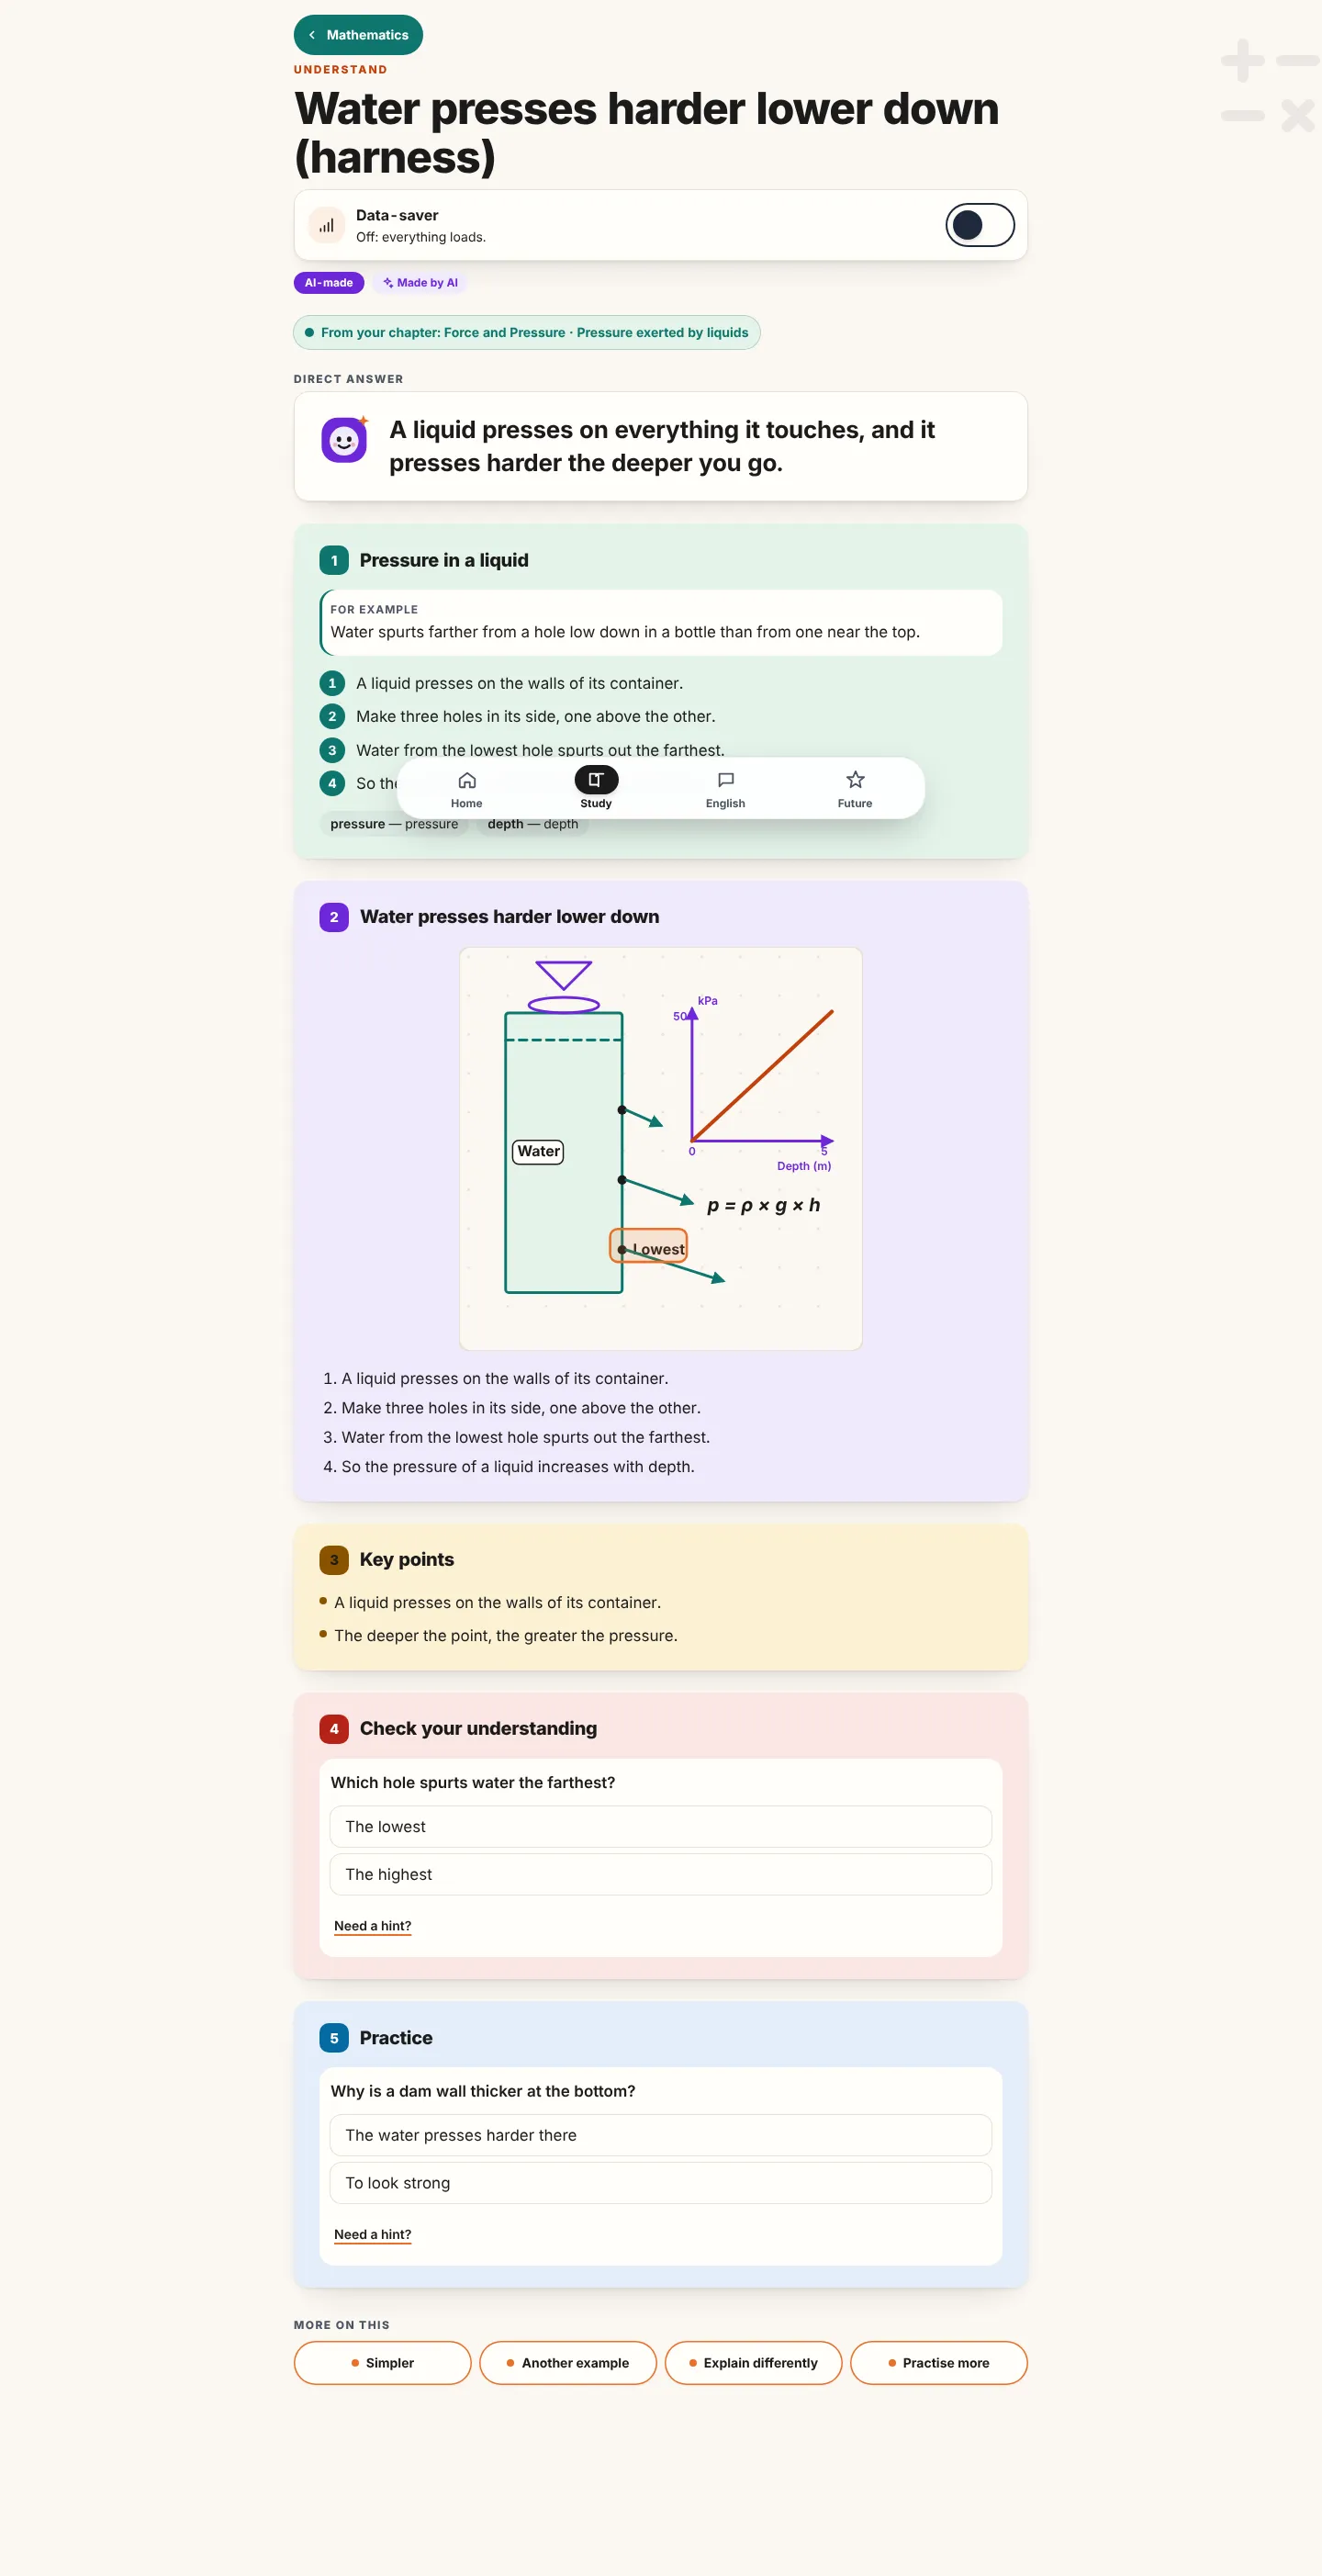 Mathematics
UNDERSTAND
Water presses harder lower down
(harness)
Data-saver
Off: everything loads.
AI-made
Made by AI
From your chapter: Force and Pressure · Pressure exerted by liquids
DIRECT ANSWER
A liquid presses on everything it touches, and it
presses harder the deeper you go.
1 Pressure in a liquid
FOR EXAMPLE
Water spurts farther from a hole low down in a bottle than from one near the top.
1 A liquid presses on the walls of its container.
2 Make three holes in its side, one above the other.
3 Water from the lowest hole spurts out the farthest.
4 So the
Home
Study
English
Future
pressure — pressure
depth — depth
2 Water presses harder lower down
kPa
50
0
5
Depth (m)
Water
p = ρ × g × h
Lowest
1. A liquid presses on the walls of its container.
2. Make three holes in its side, one above the other.
3. Water from the lowest hole spurts out the farthest.
4. So the pressure of a liquid increases with depth.
3 Key points
A liquid presses on the walls of its container.
The deeper the point, the greater the pressure.
4 Check your understanding
Which hole spurts water the farthest?
The lowest
The highest
Need a hint?
5 Practice
Why is a dam wall thicker at the bottom?
The water presses harder there
To look strong
Need a hint?
MORE ON THIS
Simpler
Another example
Explain differently
Practise more